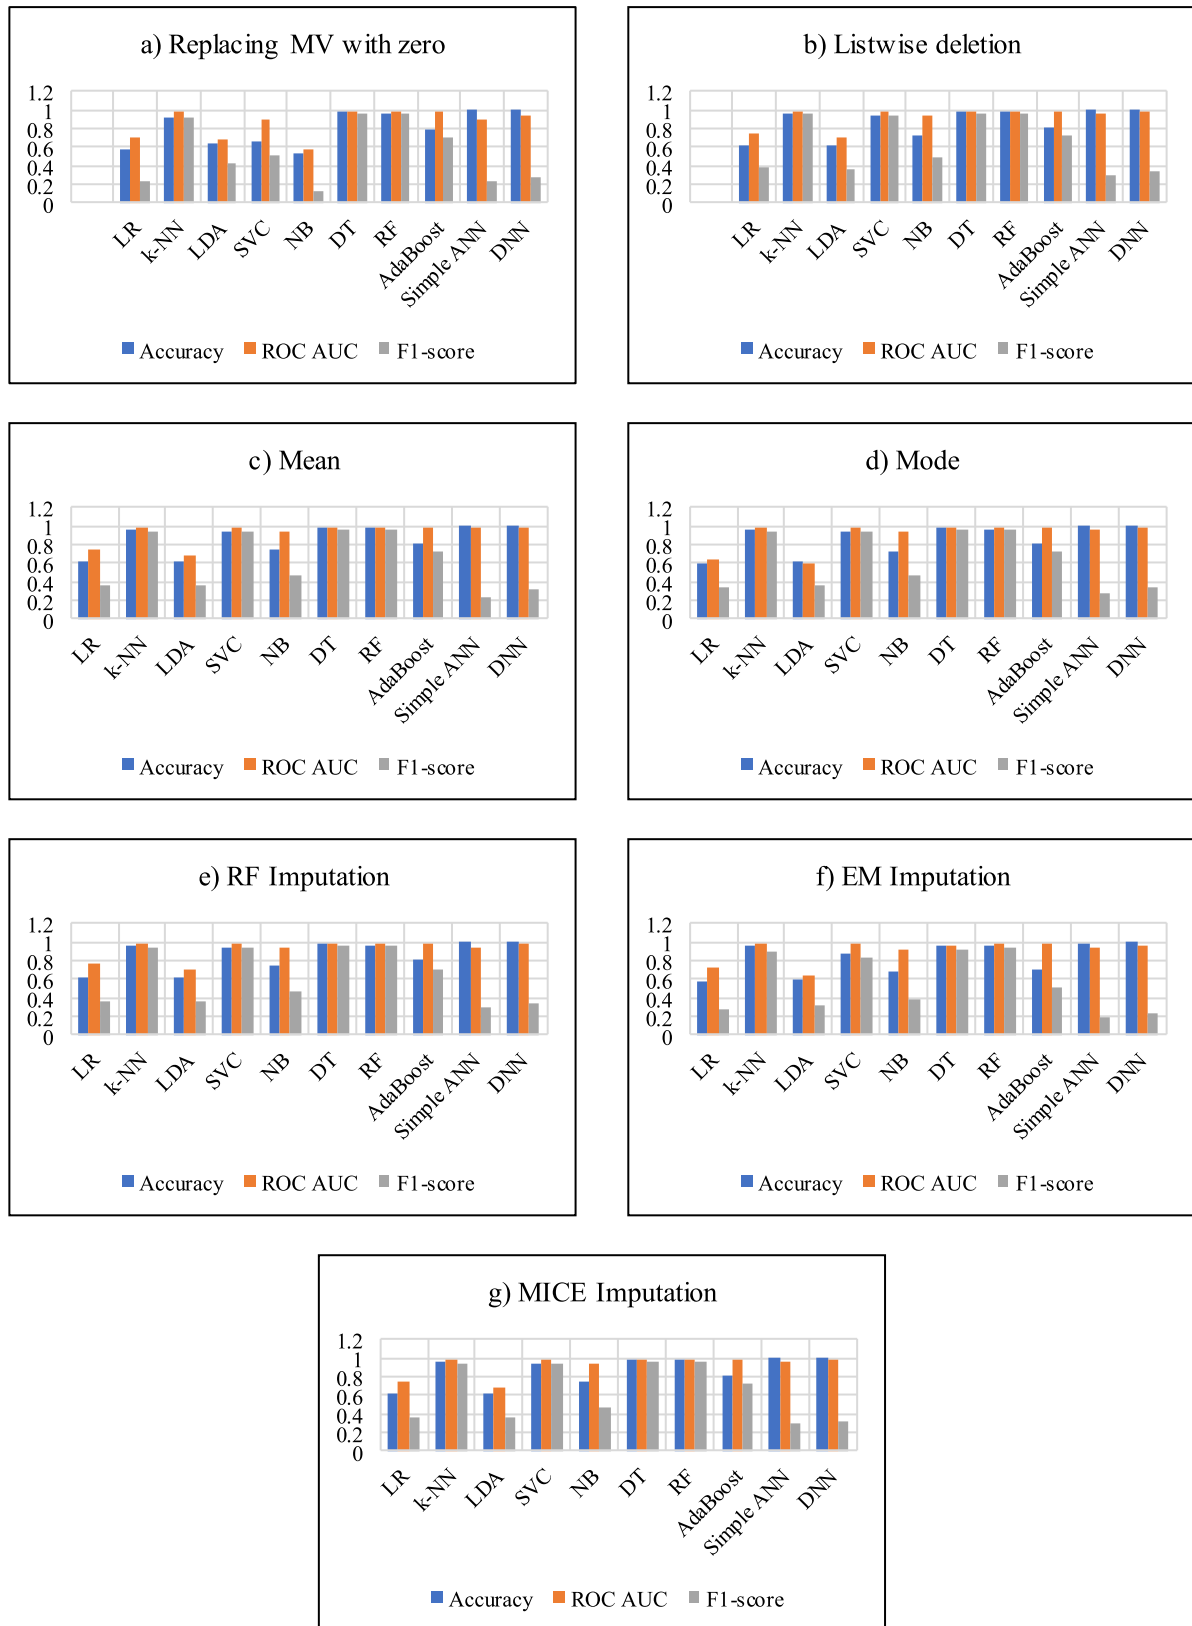 a) Replacing MV with zero
1.2
1
0.8
0.6
0.4
0.2
0
LR
k-NN
LDA
SVC
NB
DT
RF
AdaBoost
Simple ANN
DNN
Accuracy ROC AUC F1-score
b) Listwise deletion
1.2
1
0.8
0.6
0.4
0.2
0
LR
k-NN
LDA
SVC
NB
DT
RF
AdaBoost
Simple ANN
DNN
Accuracy ROC AUC F1-score
c) Mean
1.2
1
0.8
0.6
0.4
0.2
0
LR
k-NN
LDA
SVC
NB
DT
RF
AdaBoost
Simple ANN
DNN
Accuracy ROC AUC F1-score
d) Mode
1.2
1
0.8
0.6
0.4
0.2
0
LR
k-NN
LDA
SVC
NB
DT
RF
AdaBoost
Simple ANN
DNN
Accuracy ROC AUC F1-score
e) RF Imputation
1.2
1
0.8
0.6
0.4
0.2
0
LR
k-NN
LDA
SVC
NB
DT
RF
AdaBoost
Simple ANN
DNN
Accuracy ROC AUC F1-score
f) EM Imputation
1.2
1
0.8
0.6
0.4
0.2
0
LR
k-NN
LDA
SVC
NB
DT
RF
AdaBoost
Simple ANN
DNN
Accuracy ROC AUC F1-score
g) MICE Imputation
1.2
1
0.8
0.6
0.4
0.2
0
LR
k-NN
LDA
SVC
NB
DT
RF
AdaBoost
Simple ANN
DNN
Accuracy ROC AUC F1-score